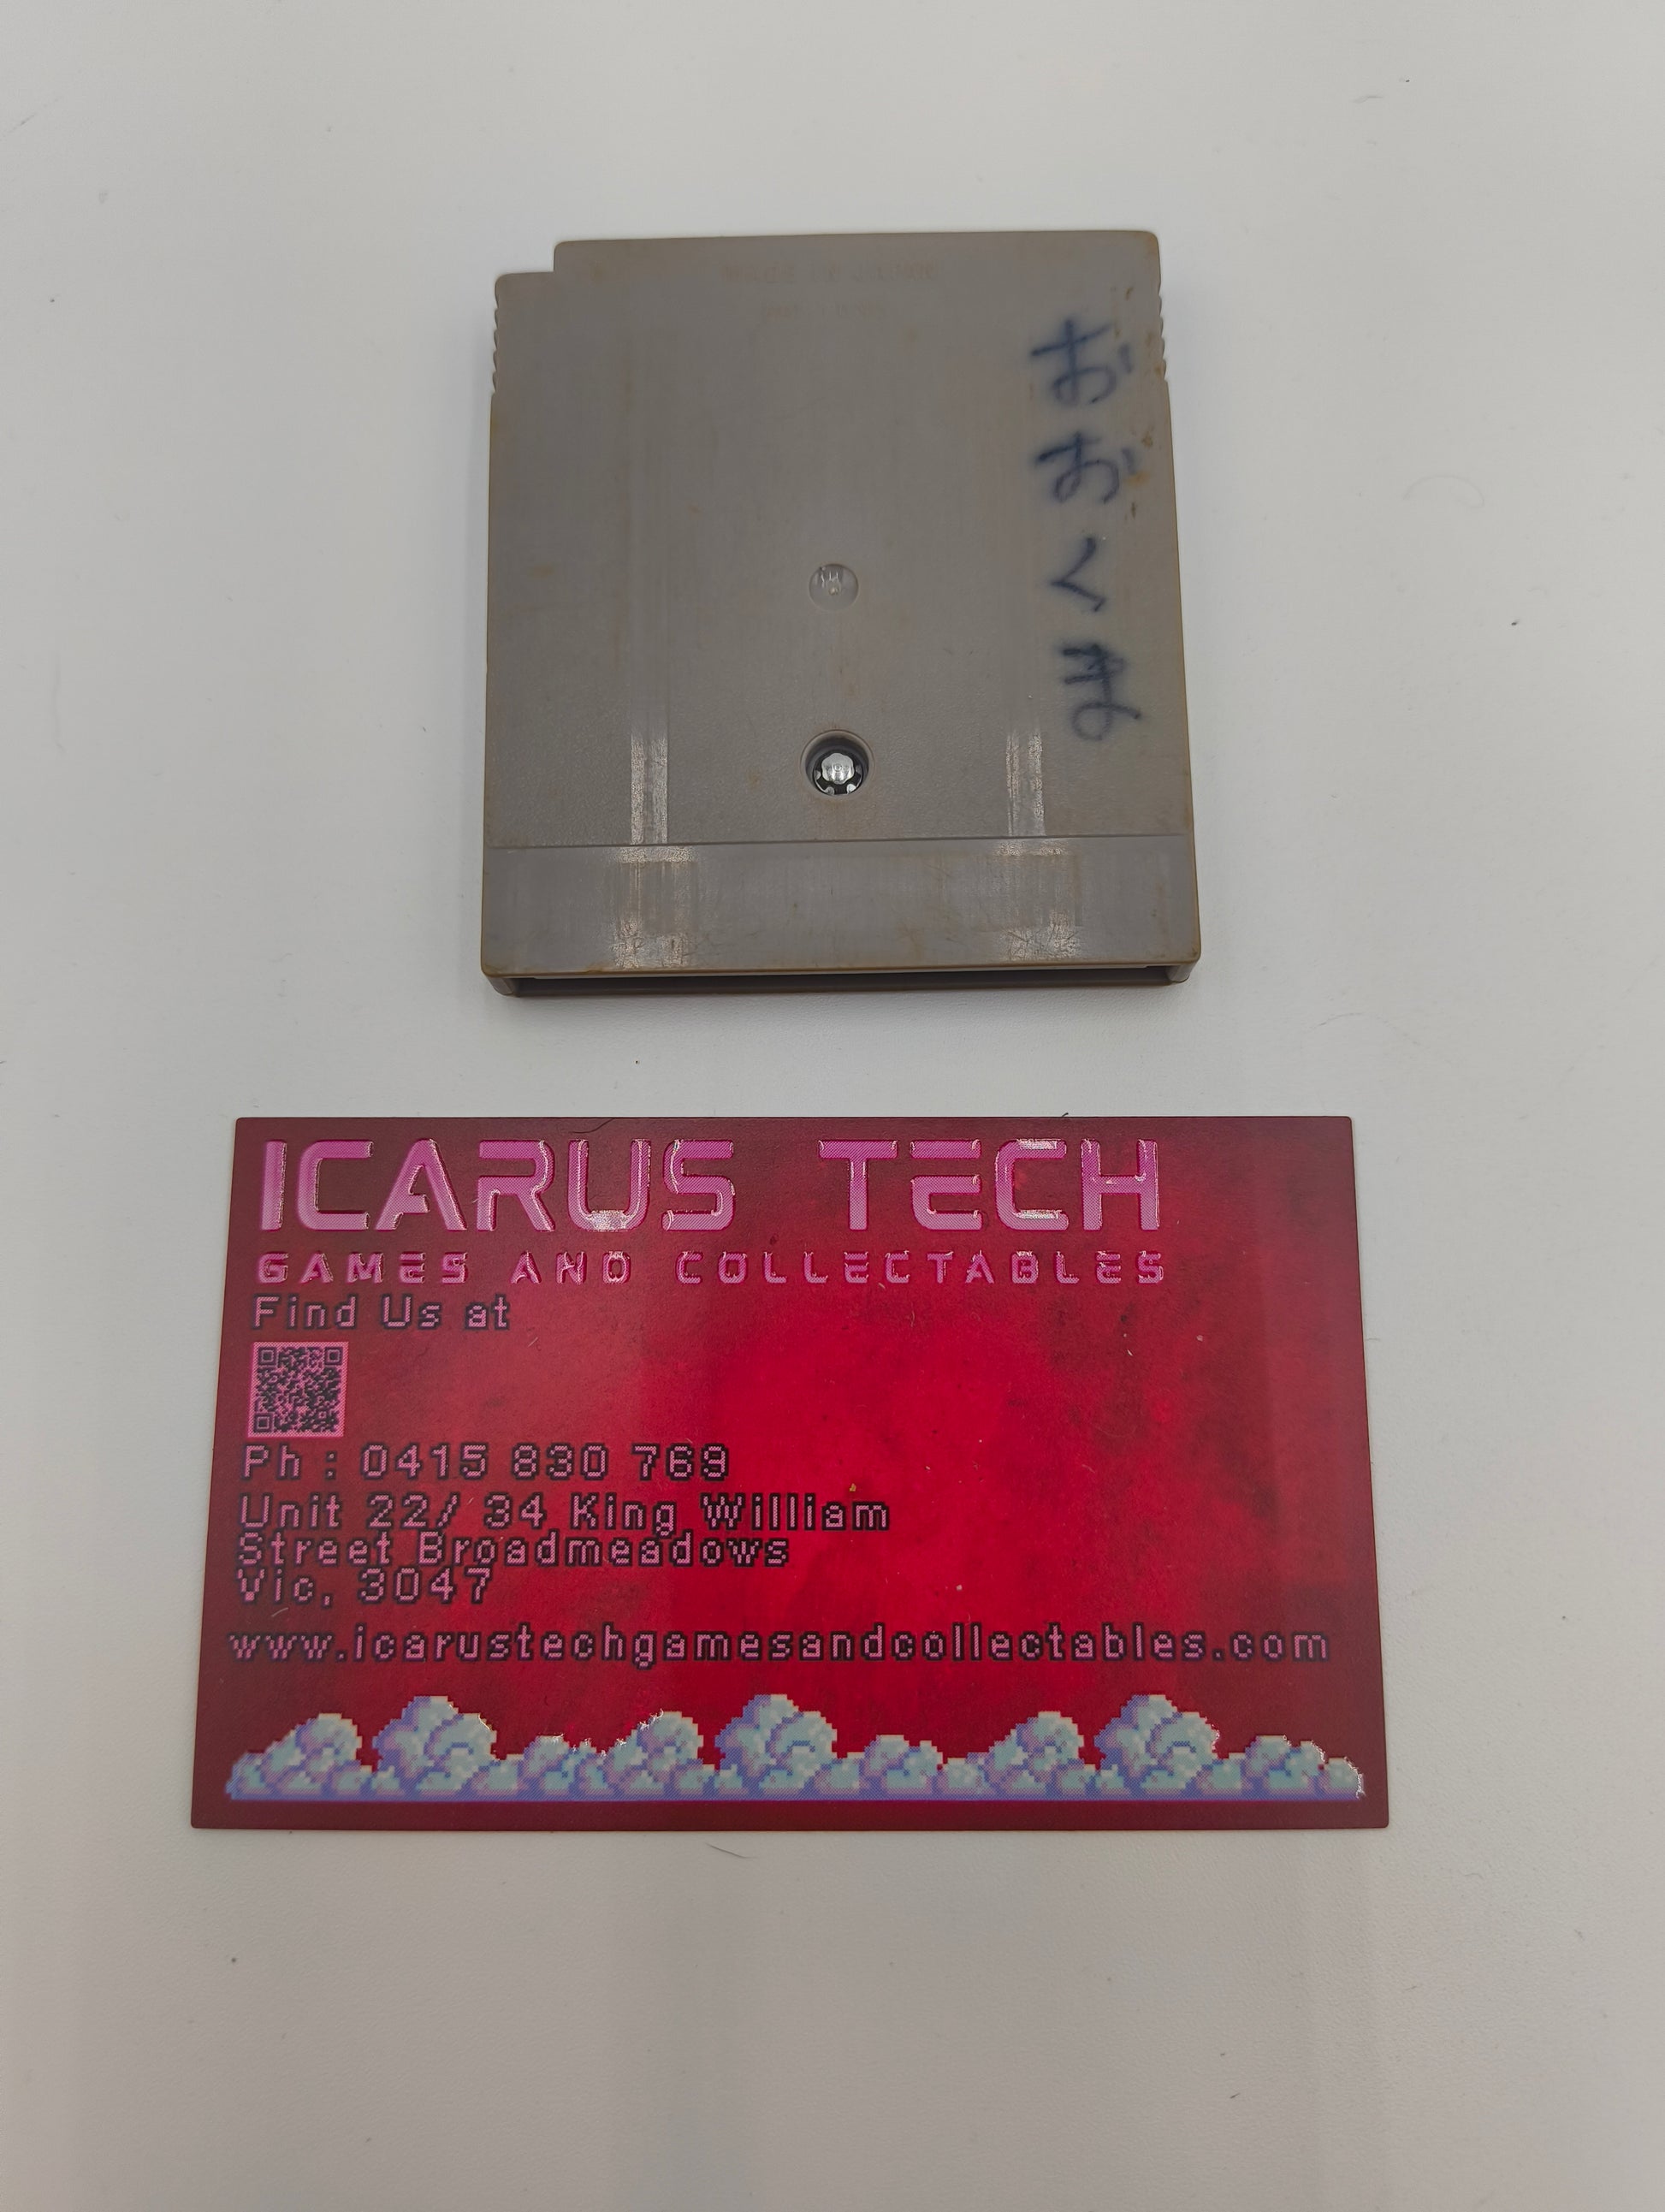 おおくま
ICARUS TECH
GAMES AND COLLECTABLES
Find Us at
Ph : 0415 830 769
Unit 22/ 34 King William
Street Broadmeadows
Vic, 3047
www.icarustechgamesandcollectables.com